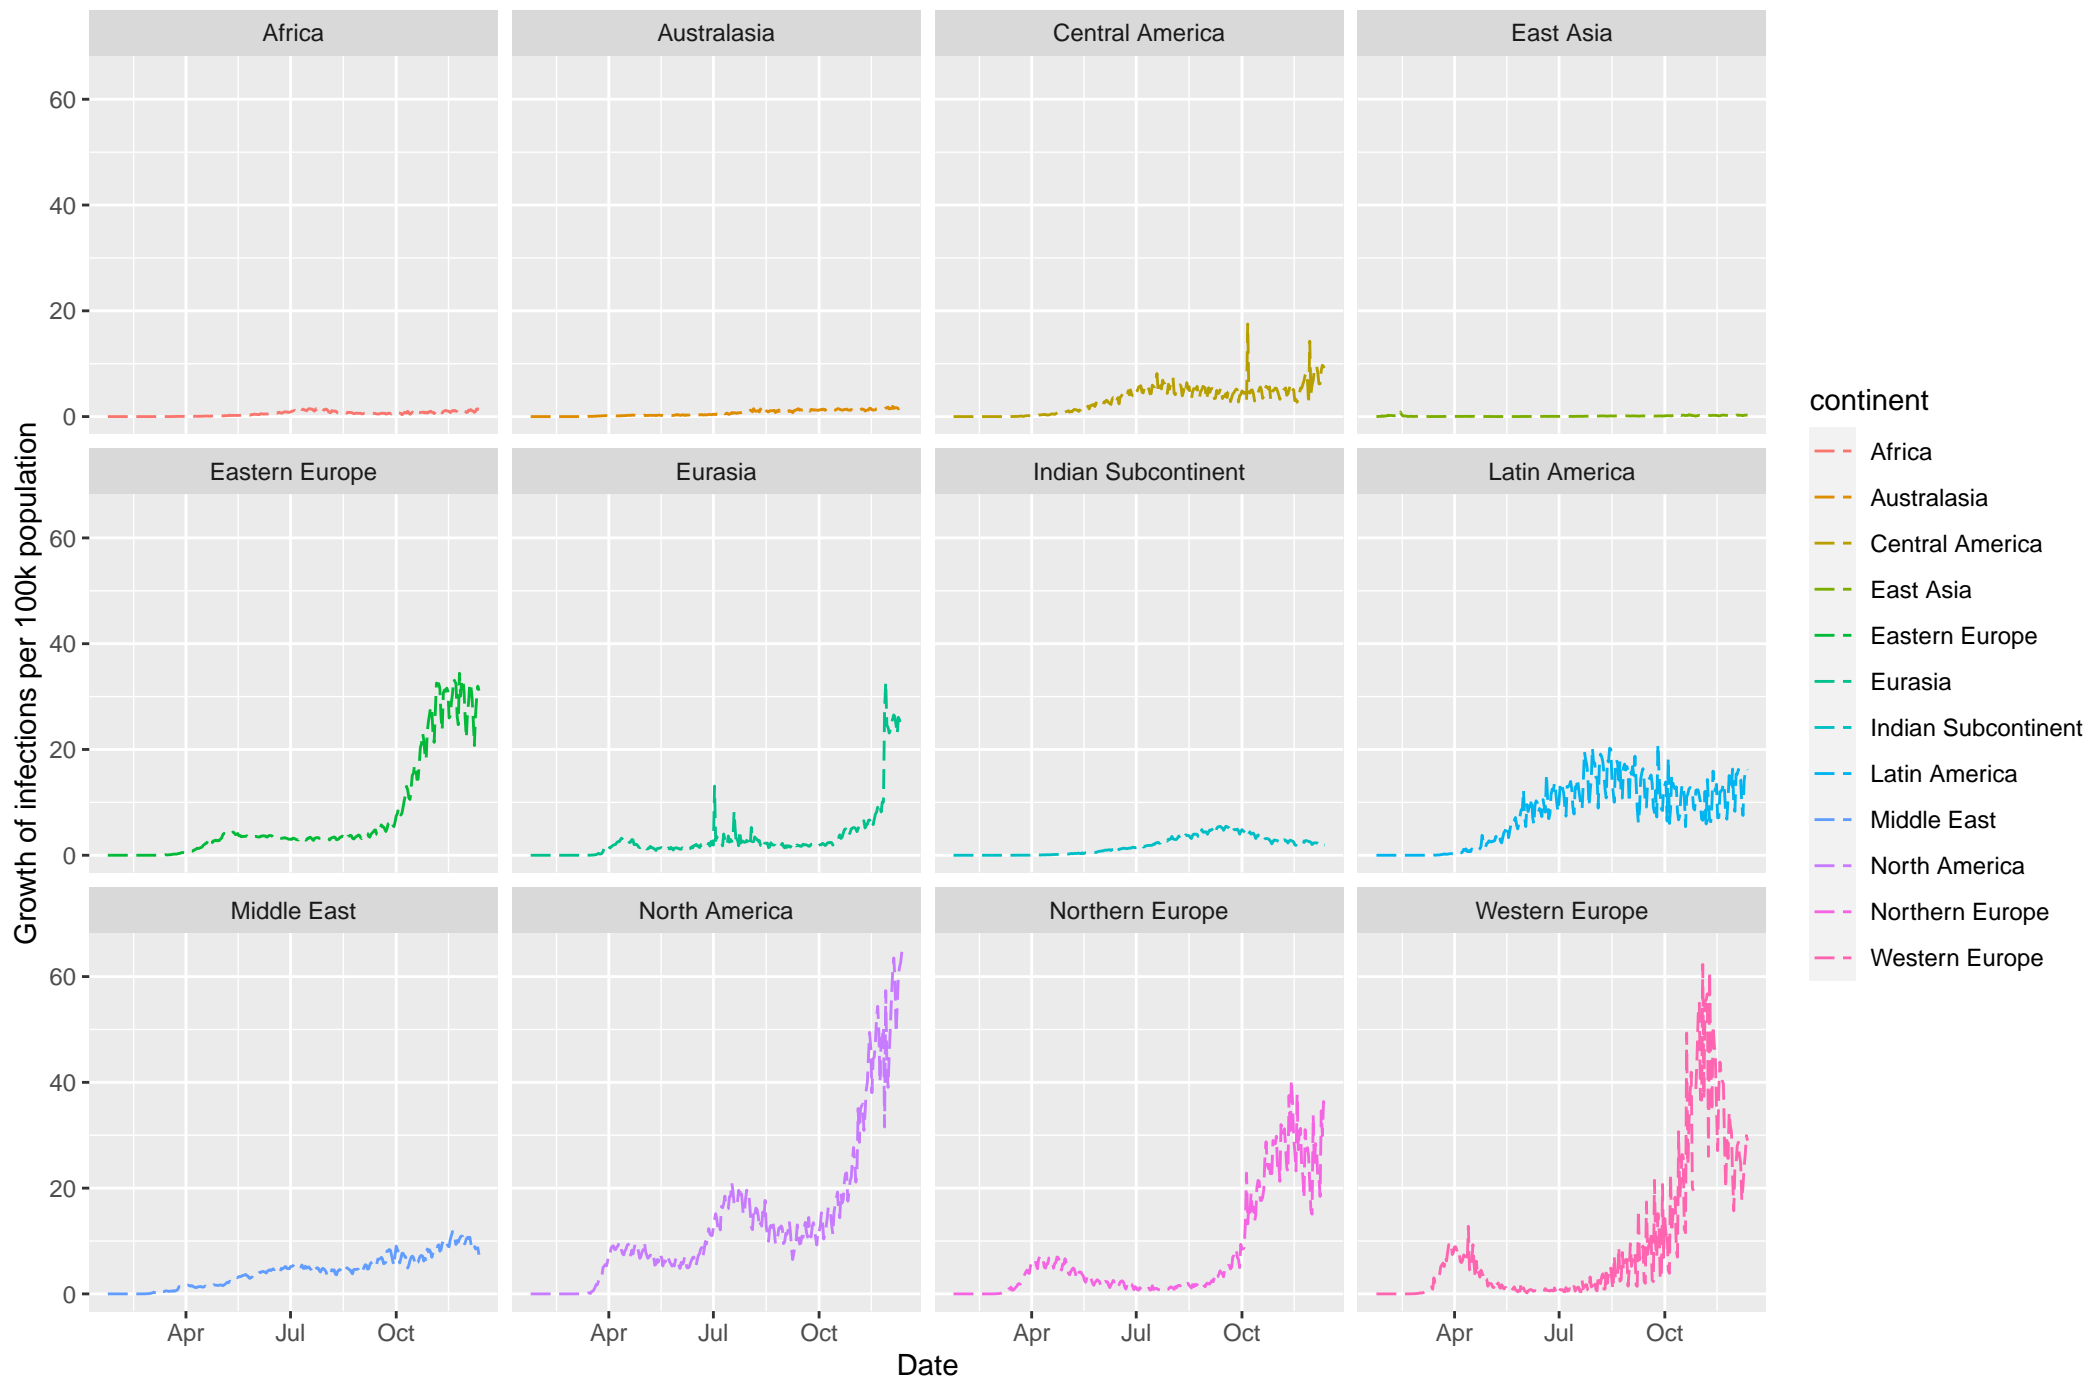 Africa
Australasia
Central America
East Asia
60
40
20
0
Eastern Europe
Eurasia
Indian Subcontinent
Latin America
60
40
20
0
Middle East
North America
Northern Europe
Western Europe
60
40
20
0
Apr
Jul
Oct
Apr
Jul
Oct
Apr
Jul
Oct
Apr
Jul
Oct
Date
Growth of infections per 100k population
continent
Africa
Australasia
Central America
East Asia
Eastern Europe
Eurasia
Indian Subcontinent
Latin America
Middle East
North America
Northern Europe
Western Europe